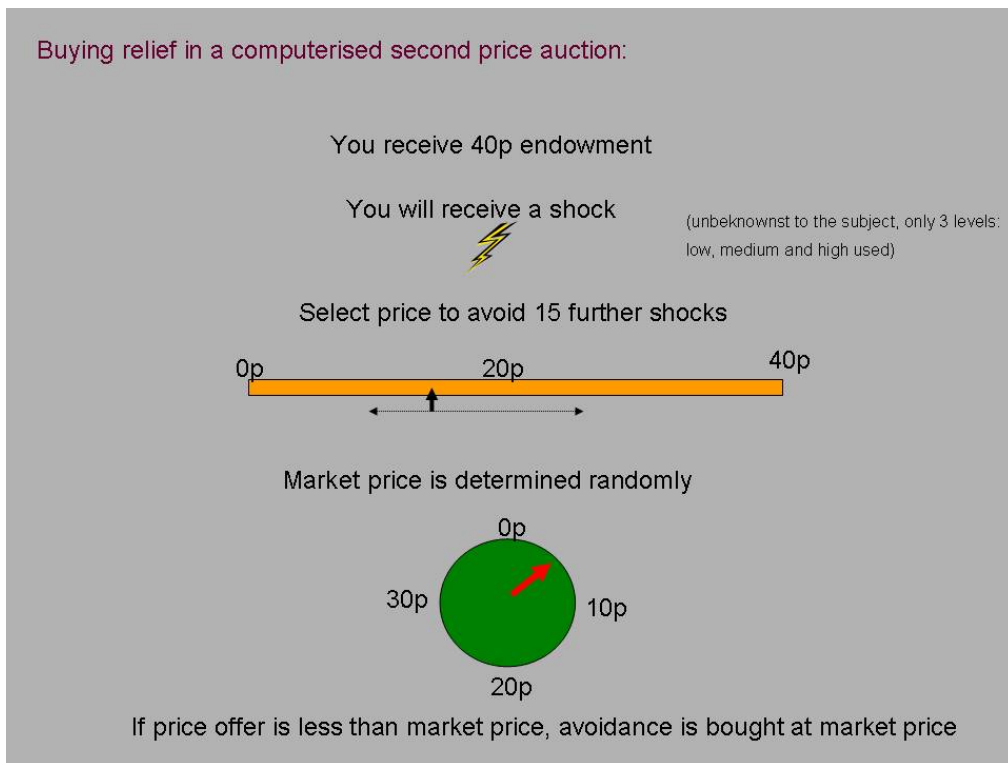 Buying relief in a computerised second price auction:
You receive 40p endowment
You will receive a shock
(unbeknownst to the subject, only 3 levels:
low, medium and high used)
Select price to avoid 15 further shocks
0p 20p 40p
Market price is determined randomly
0p
30p 10p
20p
If price offer is less than market price, avoidance is bought at market price